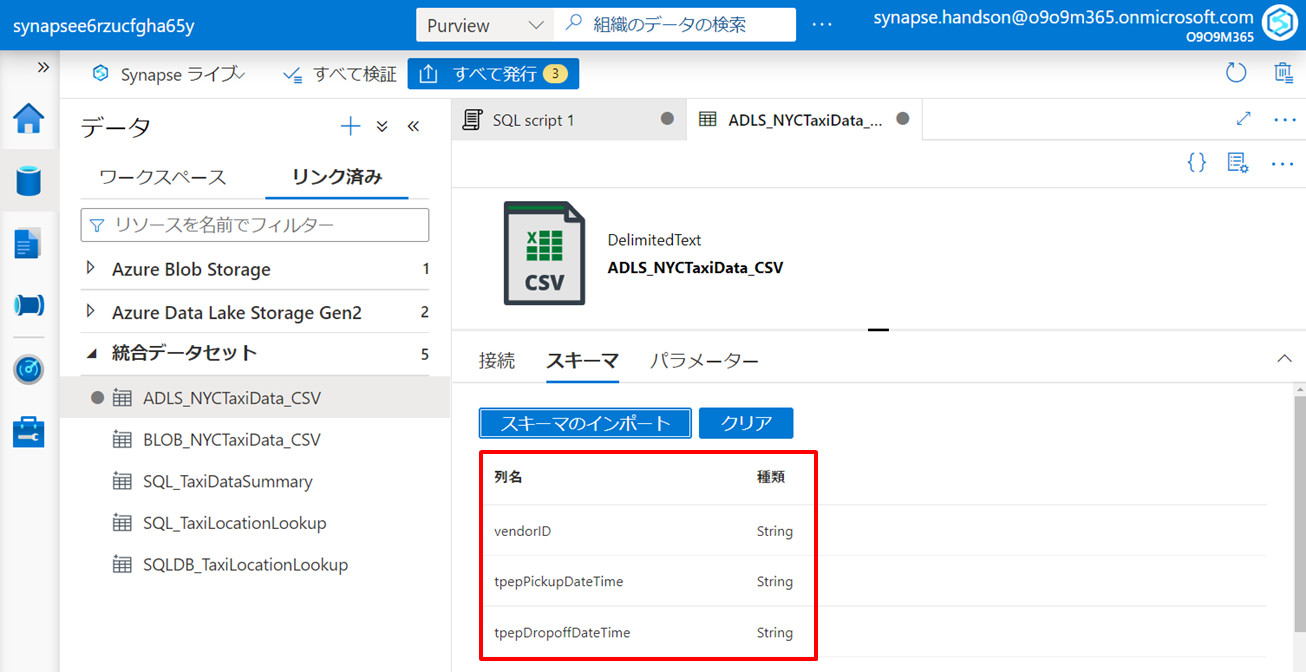 synapsee6rzucfgha65y
Purview
組織のデータの検索
synapse.handson@o9o9m365.onmicrosoft.com
O9O9M365
Synapse ライブ
すべて検証
すべて発行 3
データ
ワークスペース
リンク済み
リソースを名前でフィルター
Azure Blob Storage 1
Azure Data Lake Storage Gen2 2
統合データセット 5
ADLS_NYCTaxiData_CSV
BLOB_NYCTaxiData_CSV
SQL_TaxiDataSummary
SQL_TaxiLocationLookup
SQLDB_TaxiLocationLookup
SQL script 1
ADLS_NYCTaxiData_...
{}
X
CSV
DelimitedText
ADLS_NYCTaxiData_CSV
接続 スキーマ パラメーター
スキーマのインポート クリア
列名 種類
vendorID String
tpepPickupDateTime String
tpepDropoffDateTime String